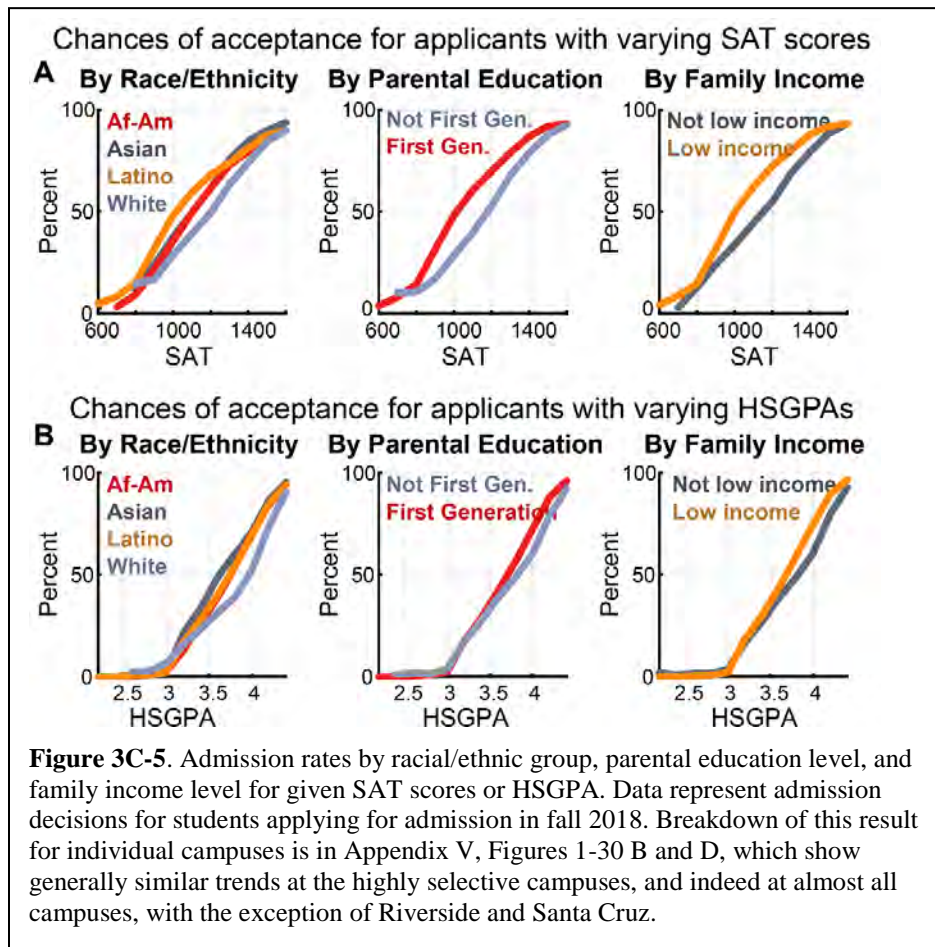 Chances of acceptance for applicants with varying SAT scores
A
By Race/Ethnicity By Parental Education By Family Income
100 100 100
Af-Am
Asian
Latino
White
Not First Gen.
First Gen.
Not low income
Low income
Percent Percent Percent
50 50 50
0 0 0
600 1000 1400 600 1000 1400 600 1000 1400
SAT SAT SAT
Chances of acceptance for applicants with varying HSGPAs
B
By Race/Ethnicity By Parental Education By Family Income
100 100 100
Af-Am
Asian
Latino
White
Not First Gen.
First Generation
Not low income
Low income
Percent Percent Percent
50 50 50
0 0 0
2.5 3 3.5 4 2.5 3 3.5 4 2.5 3 3.5 4
HSGPA HSGPA HSGPA
Figure 3C-5. Admission rates by racial/ethnic group, parental education level, and
family income level for given SAT scores or HSGPA. Data represent admission
decisions for students applying for admission in fall 2018. Breakdown of this result
for individual campuses is in Appendix V, Figures 1-30 B and D, which show
generally similar trends at the highly selective campuses, and indeed at almost all
campuses, with the exception of Riverside and Santa Cruz.